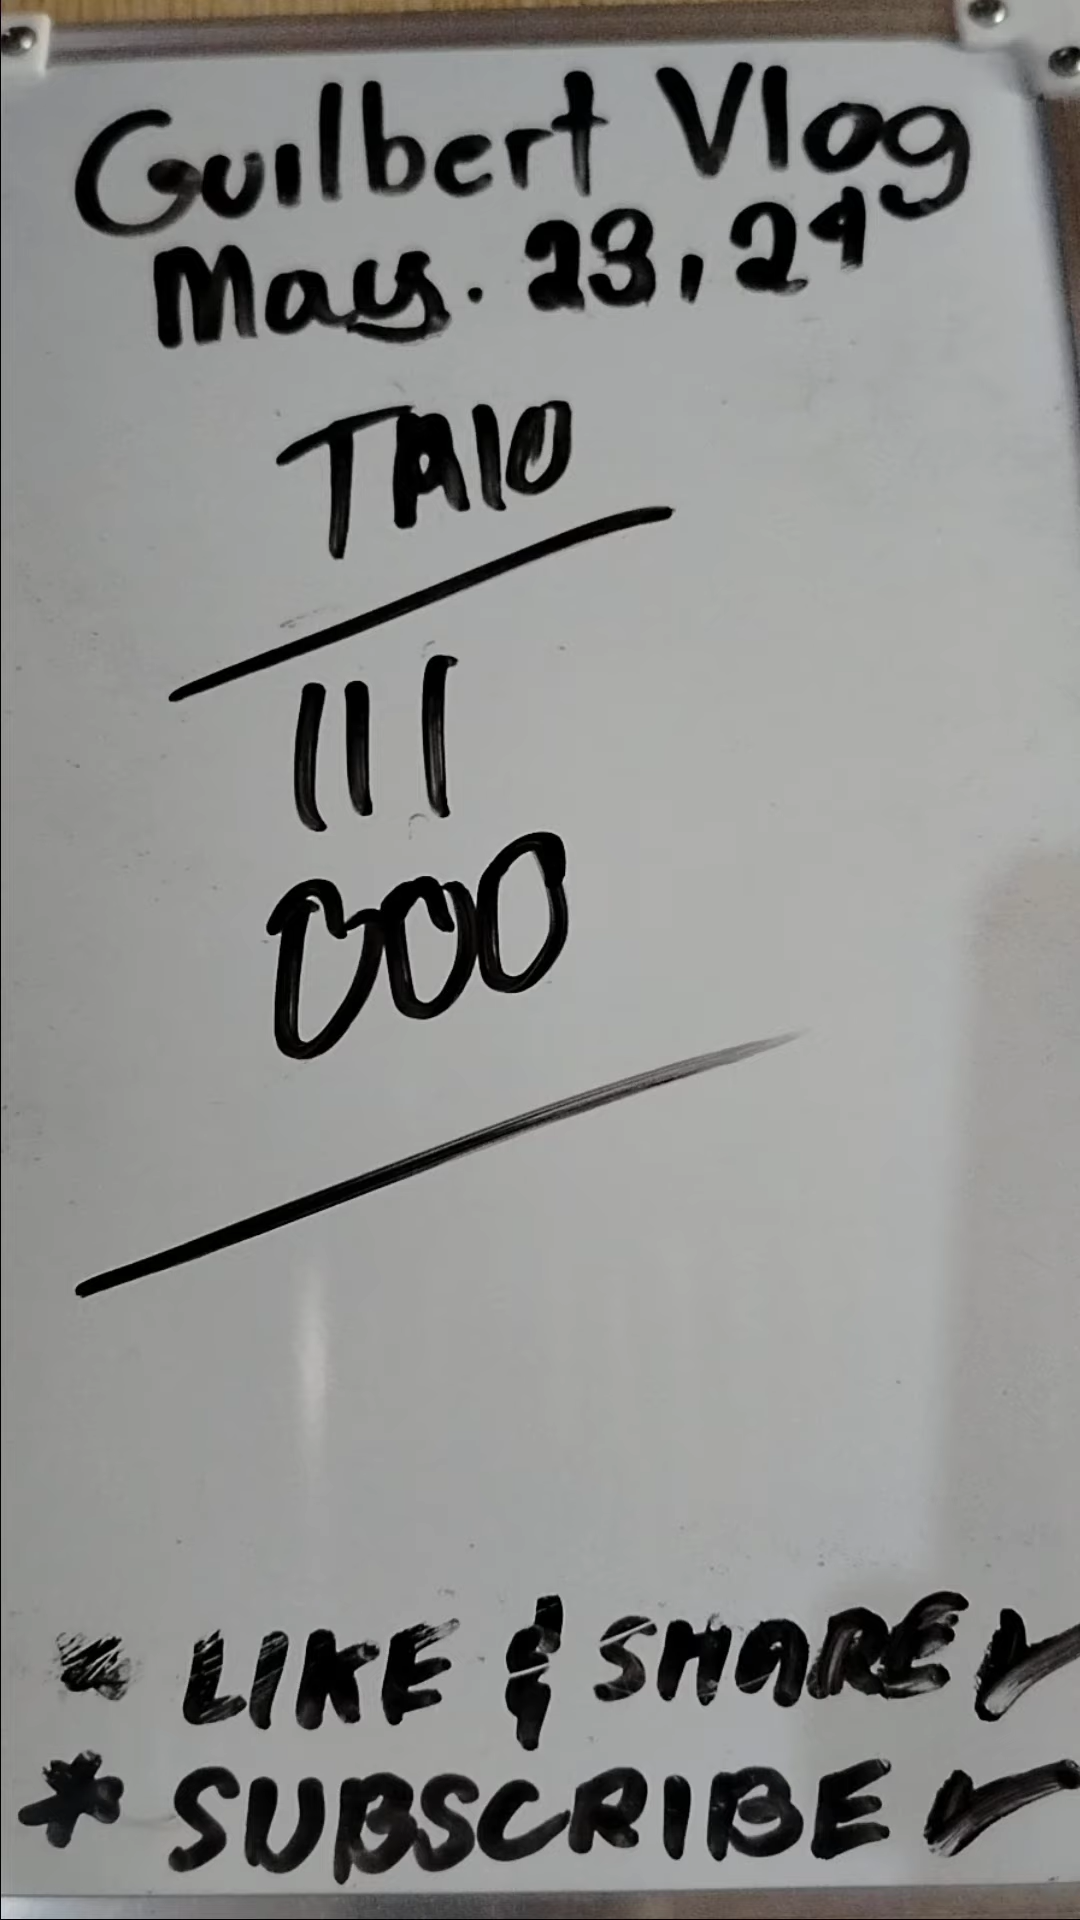 Guilbert Vlog
May. 23, 24
TAIO
111
000
* LIKE & SHARE ✓
* SUBSCRIBE ✓